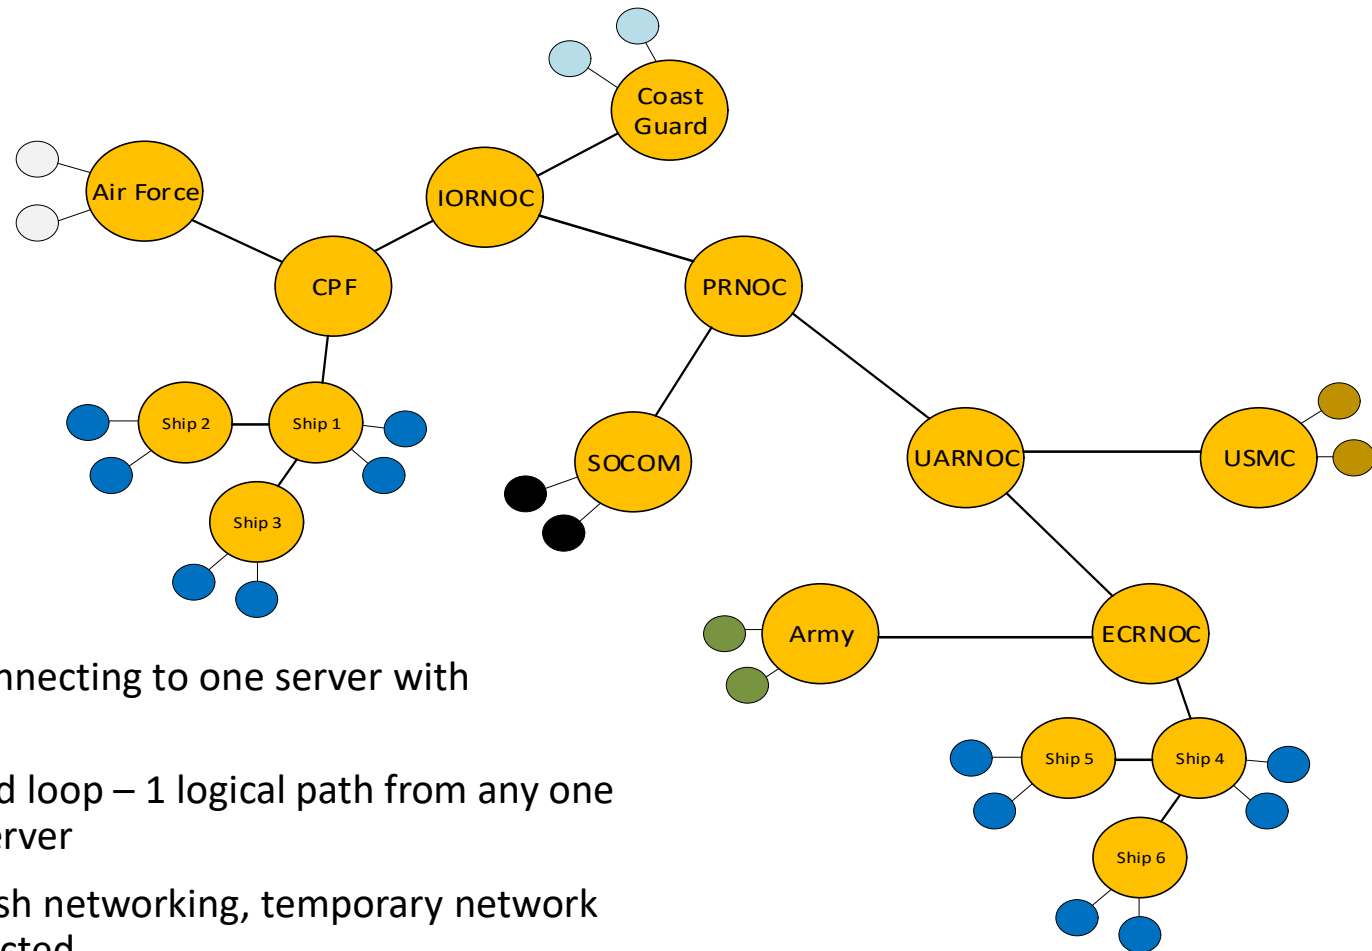 Coast
Guard
Air Force
IORNOC
CPF
PRNOC
Ship 2
Ship 1
SOCOM
UARNOC
USMC
Ship 3
Army
ECRNOC
nnecting to one server with
d loop – 1 logical path from any one
erver
Ship 5
Ship 4
Ship 6
sh networking, temporary network
cted